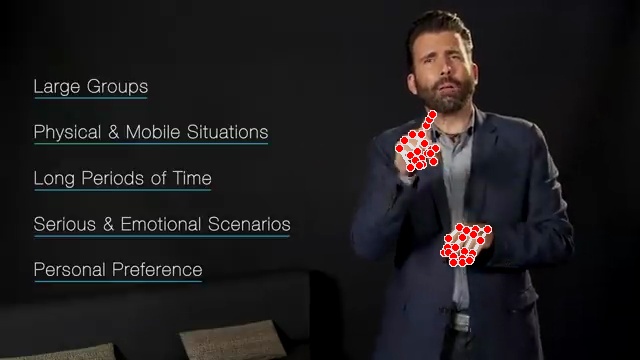 Large Groups
Physical & Mobile Situations
Long Periods of Time
Serious & Emotional Scenarios
Personal Preference